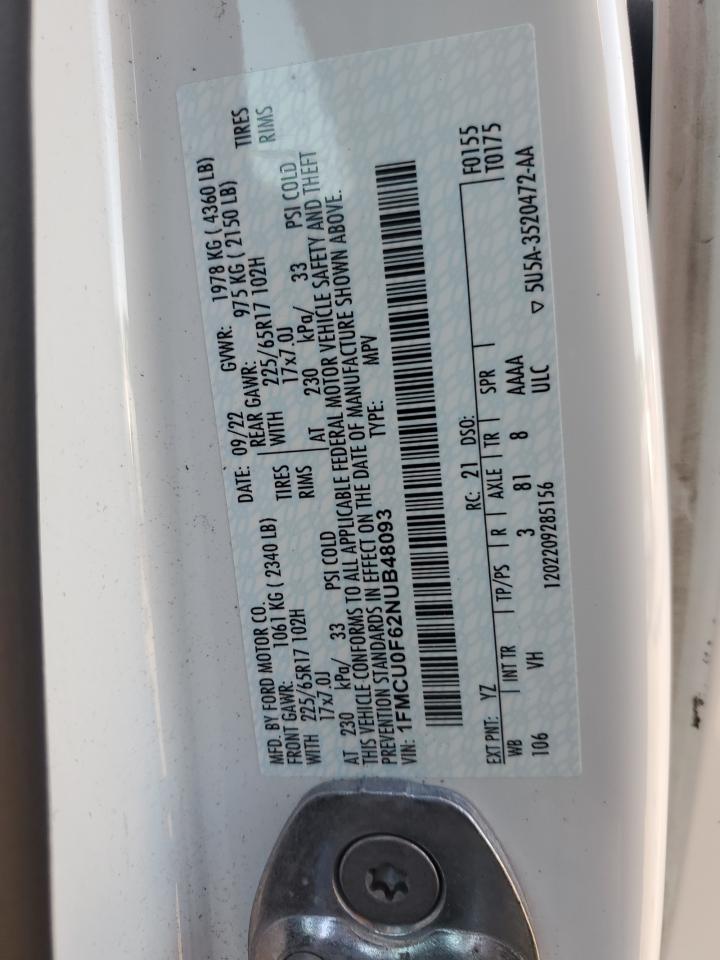 MFD. BY FORD MOTOR CO. DATE: 09/22 GVWR: 1978 KG ( 4360 LB)
FRONT GAWR: 1061 KG ( 2340 LB) REAR GAWR: 975 KG ( 2150 LB)
WITH 225/65R17 102H TIRES WITH 225/65R17 102H TIRES
17x7.0J RIMS 17x7.0J RIMS
AT 230 kPa/ 33 PSI COLD AT 230 kPa/ 33 PSI COLD
THIS VEHICLE CONFORMS TO ALL APPLICABLE FEDERAL MOTOR VEHICLE SAFETY AND THEFT
PREVENTION STANDARDS IN EFFECT ON THE DATE OF MANUFACTURE SHOWN ABOVE.
VIN: 1FMCU0F62NUB48093 TYPE: MPV
EXT PNT: YZ RC: 21 DSO: F0155
WB INT TR TP/PS R AXLE TR SPR T0175
106 VH 3 81 8 AAAA
1202209285156 ULC ▽ 5U5A-3520472-AA